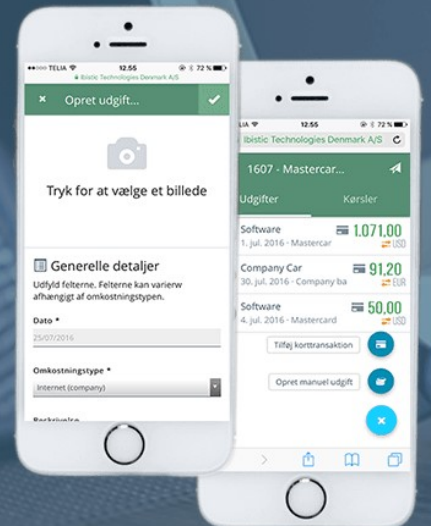 TELIA 12.55 72 %
Ibistic Technologies Denmark A/S
Opret udgift...
Tryk for at vælge et billede
Generelle detaljer
Udfyld felterne. Felterne kan varierw
afhængigt af omkostningstypen.
Dato *
25/07/2016
Omkostningstype *
Internet (company)
Beskrivelse
LIA 12.55 72 %
Ibistic Technologies Denmark A/S
1607 - Mastercar...
Udgifter Kørsler
Software 1.071,00
1. jul. 2016 - Mastercar USD
Company Car 91,20
30. jul. 2016 - Company ba EUR
Software 50,00
4. jul. 2016 - Mastercard USD
Tilføj korttransaktion
Opret manuel udgift